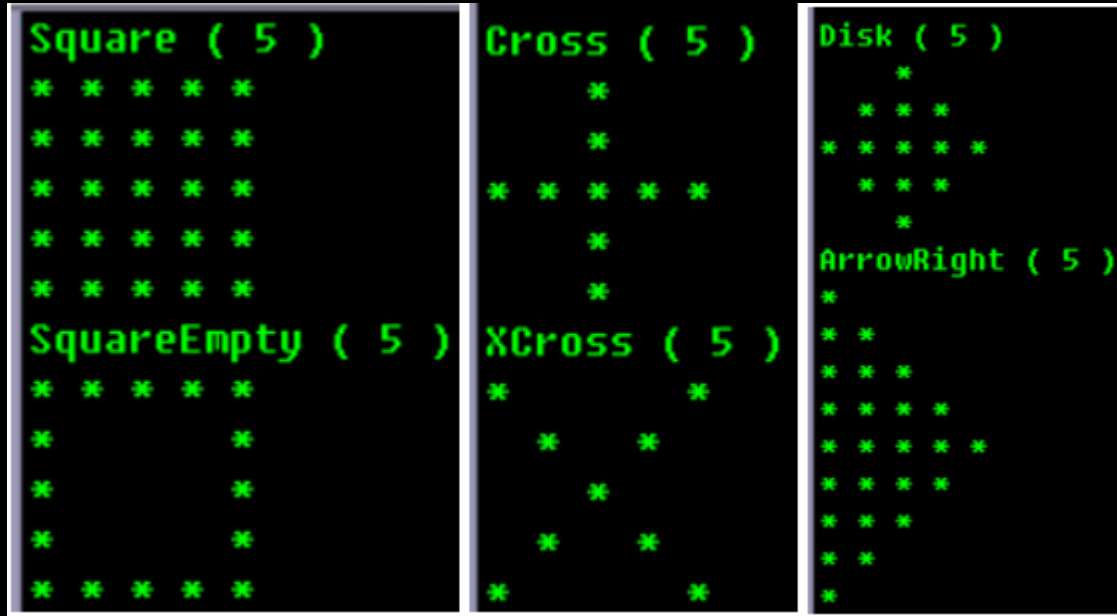 Square ( 5 )
* * * * *
* * * * *
* * * * *
* * * * *
* * * * *
SquareEmpty ( 5 )
* * * * *
*       *
*       *
*       *
* * * * *
Cross ( 5 )
    *
    *
* * * * *
    *
    *
XCross ( 5 )
*       *
  *   *
    *
  *   *
*       *
Disk ( 5 )
    *
  * * *
* * * * *
  * * *
    *
ArrowRight ( 5 )
*
* *
* * *
* * * *
* * * * *
* * * *
* * *
* *
*